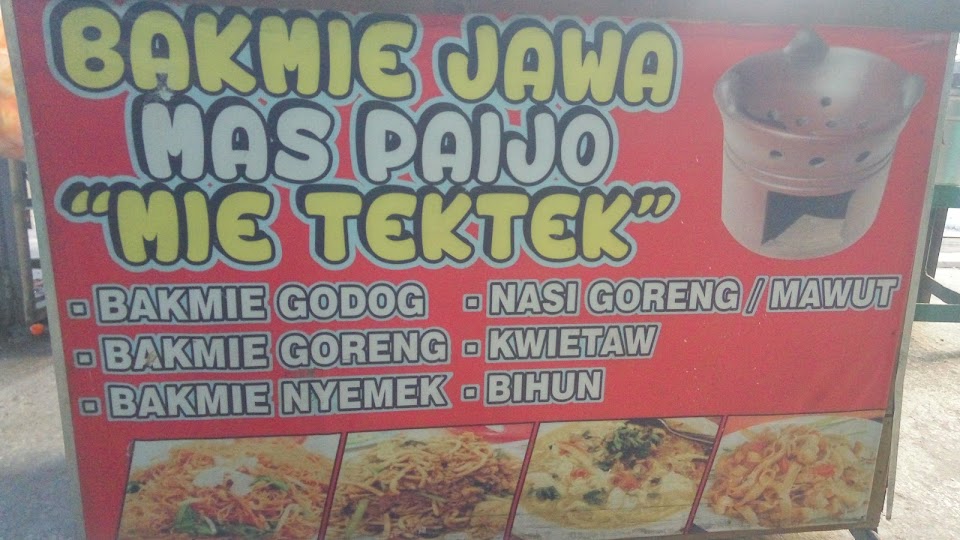 BAKMIE JAWA
MAS PAIJO
"MIE TEKTEK"
▫ BAKMIE GODOG
▫ BAKMIE GORENG
▫ BAKMIE NYEMEK
▫ NASI GORENG / MAWUT
▫ KWIETAW
▫ BIHUN